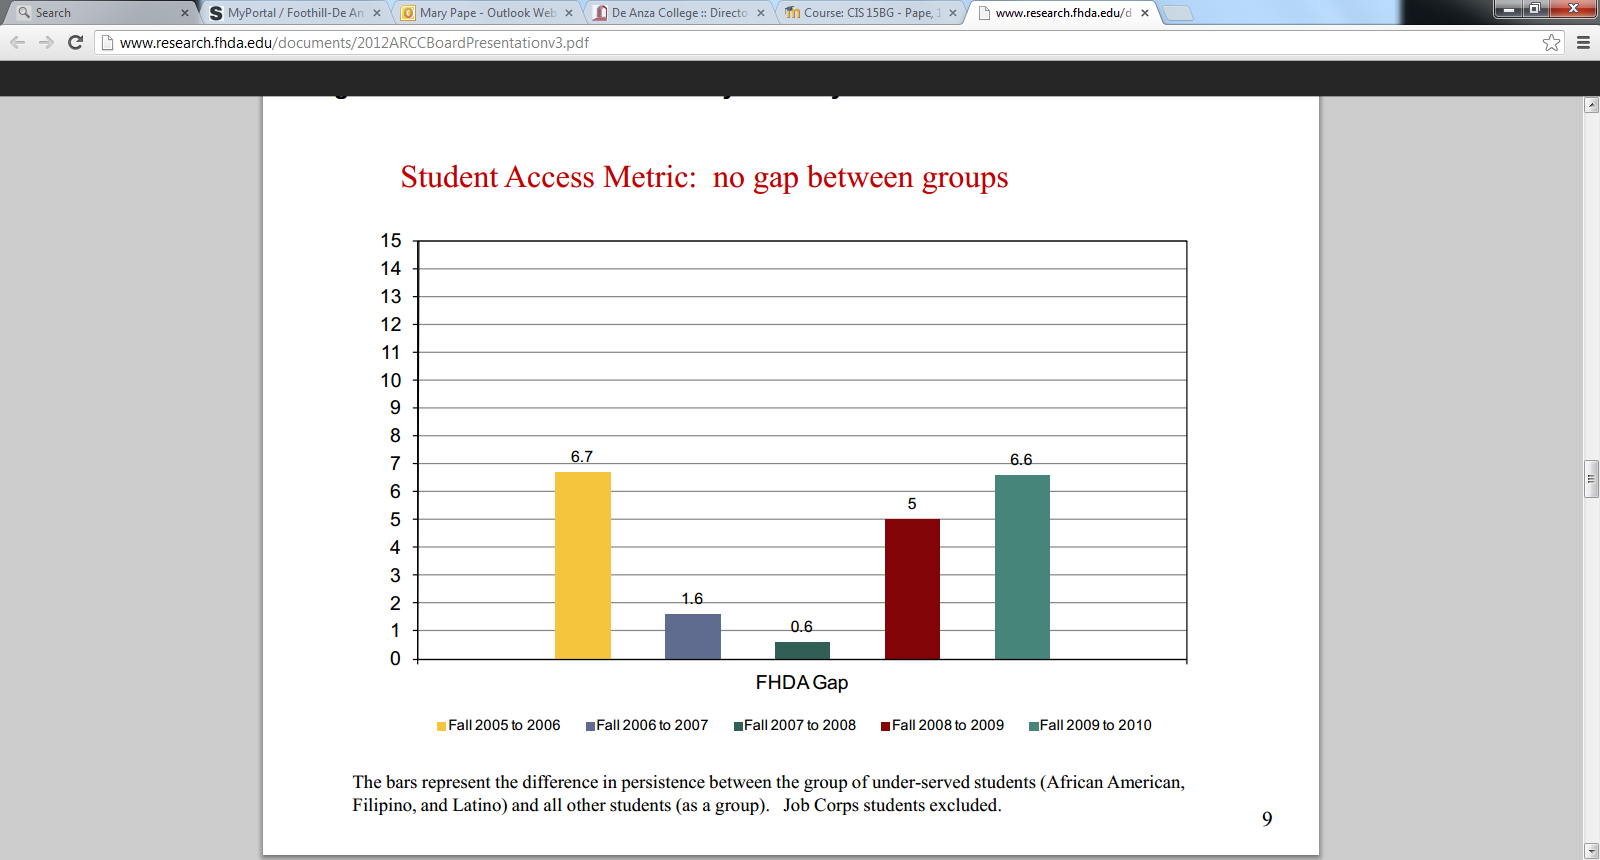 Search
MyPortal / Foothill-De An
Mary Pape - Outlook Web
De Anza College :: Directo
Course: CIS 15BG - Pape, 1
www.research.fhda.edu/d
www.research.fhda.edu/documents/2012ARCCBoardPresentationv3.pdf
Student Access Metric: no gap between groups
15
14
13
12
11
10
9
8
7
6
5
4
3
2
1
0
6.7
1.6
0.6
5
6.6
FHDA Gap
Fall 2005 to 2006
Fall 2006 to 2007
Fall 2007 to 2008
Fall 2008 to 2009
Fall 2009 to 2010
The bars represent the difference in persistence between the group of under-served students (African American,
Filipino, and Latino) and all other students (as a group). Job Corps students excluded.
9